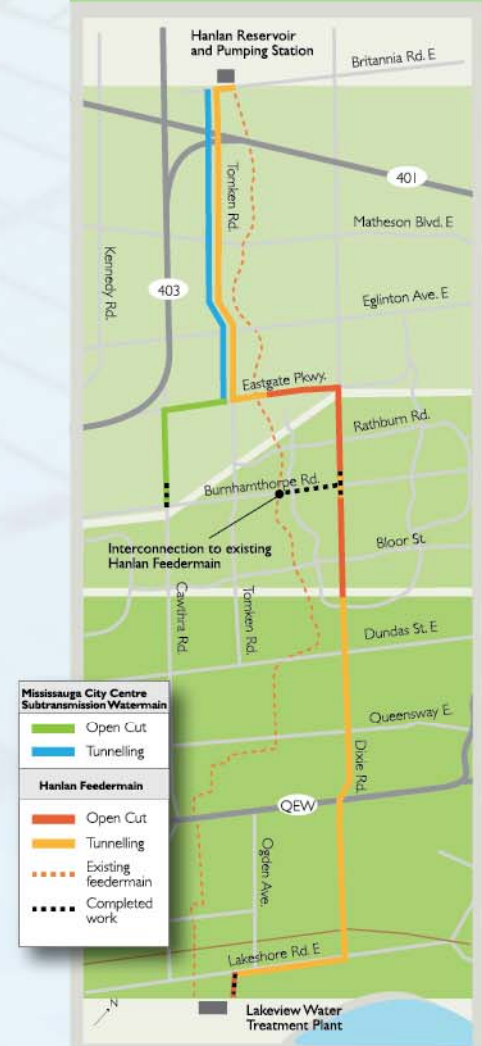 Hanlan Reservoir
and Pumping Station
Britannia Rd. E
401
Tomken Rd.
Matheson Blvd. E
Kennedy Rd.
403
Eglinton Ave. E
Eastgate Pkwy.
Rathburn Rd.
Burnhamthorpe Rd.
Interconnection to existing
Hanlan Feedermain
Bloor St.
Cawthra Rd.
Tomken Rd.
Dundas St. E
Mississauga City Centre
Subtransmission Watermain
Open Cut
Tunnelling
Hanlan Feedermain
Open Cut
Tunnelling
Existing
feedermain
Completed
work
Queensway E.
Dixie Rd.
QEW
Ogden Ave.
Lakeshore Rd. E
N
Lakeview Water
Treatment Plant